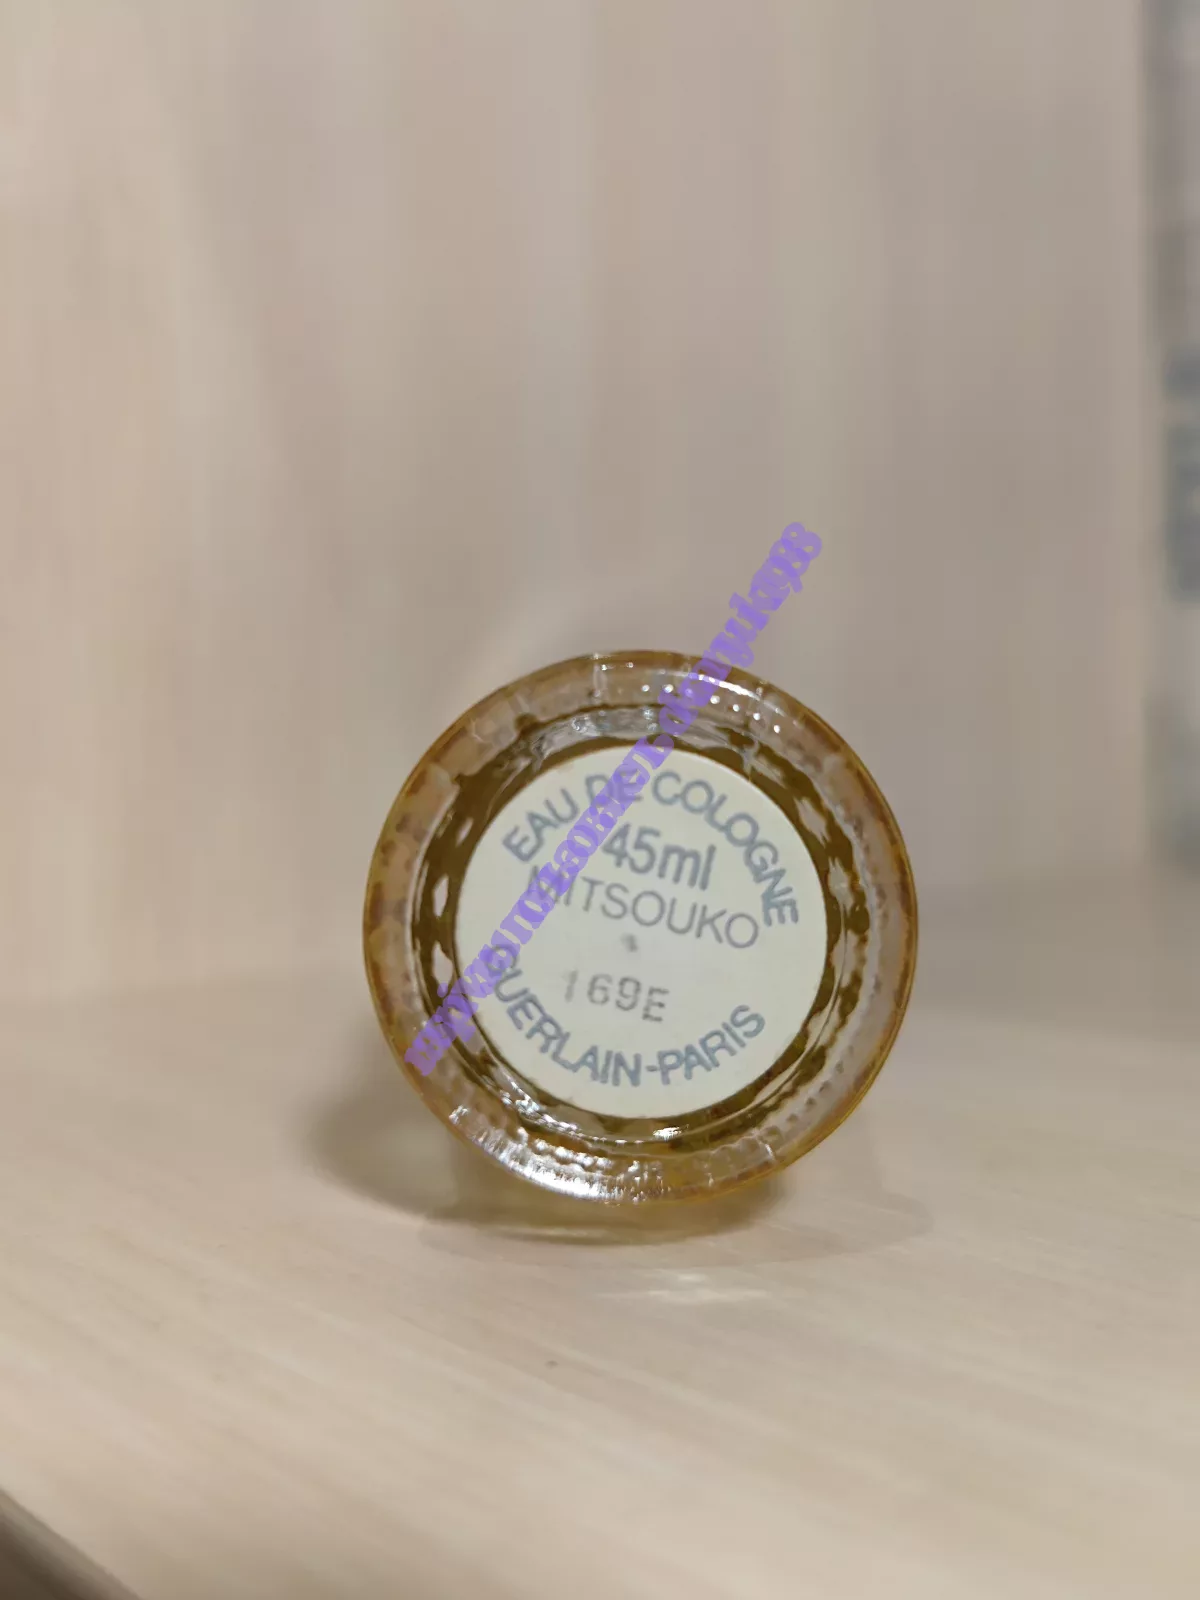 EAU DE COLOGNE
45ml
MITSOUKO
169E
GUERLAIN-PARIS